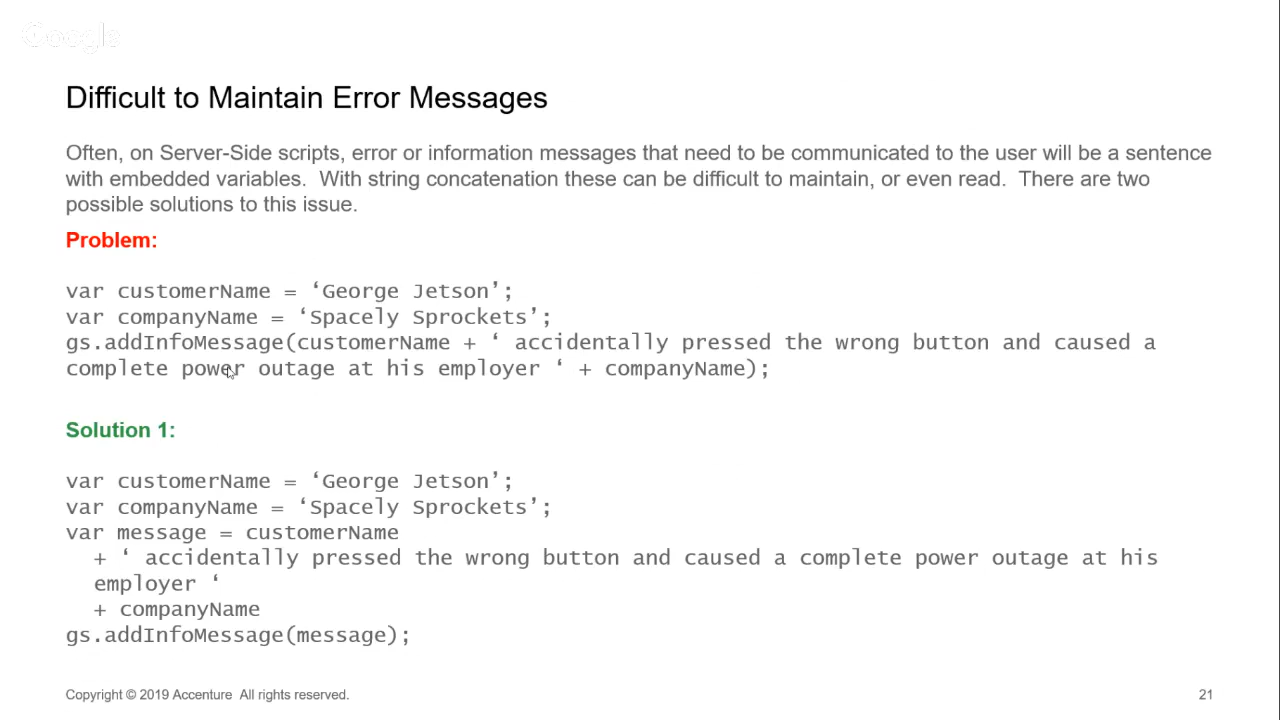 Google
Difficult to Maintain Error Messages
Often, on Server-Side scripts, error or information messages that need to be communicated to the user will be a sentence
with embedded variables.  With string concatenation these can be difficult to maintain, or even read.  There are two
possible solutions to this issue.
Problem:
var customerName = ‘George Jetson’;
var companyName = ‘Spacely Sprockets’;
gs.addInfoMessage(customerName + ‘ accidentally pressed the wrong button and caused a
complete power outage at his employer ‘ + companyName);
Solution 1:
var customerName = ‘George Jetson’;
var companyName = ‘Spacely Sprockets’;
var message = customerName
+ ‘ accidentally pressed the wrong button and caused a complete power outage at his
employer ‘
+ companyName
gs.addInfoMessage(message);
Copyright © 2019 Accenture  All rights reserved.
21